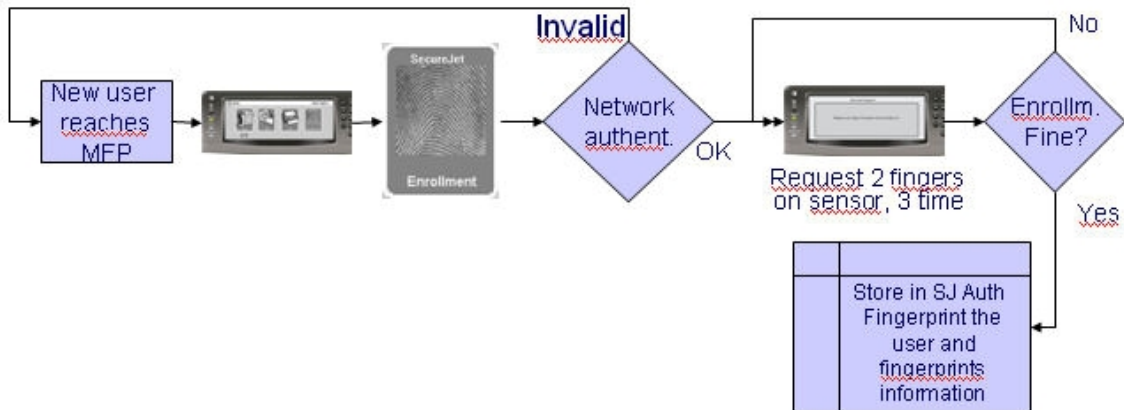 Invalid
No
New user
reaches
MFP
SecureJet
Enrollment
Network
authent.
OK
Request 2 fingers
on sensor, 3 time
Enrollm.
Fine?
Yes
Store in SJ Auth
Fingerprint the
user and
fingerprints
information